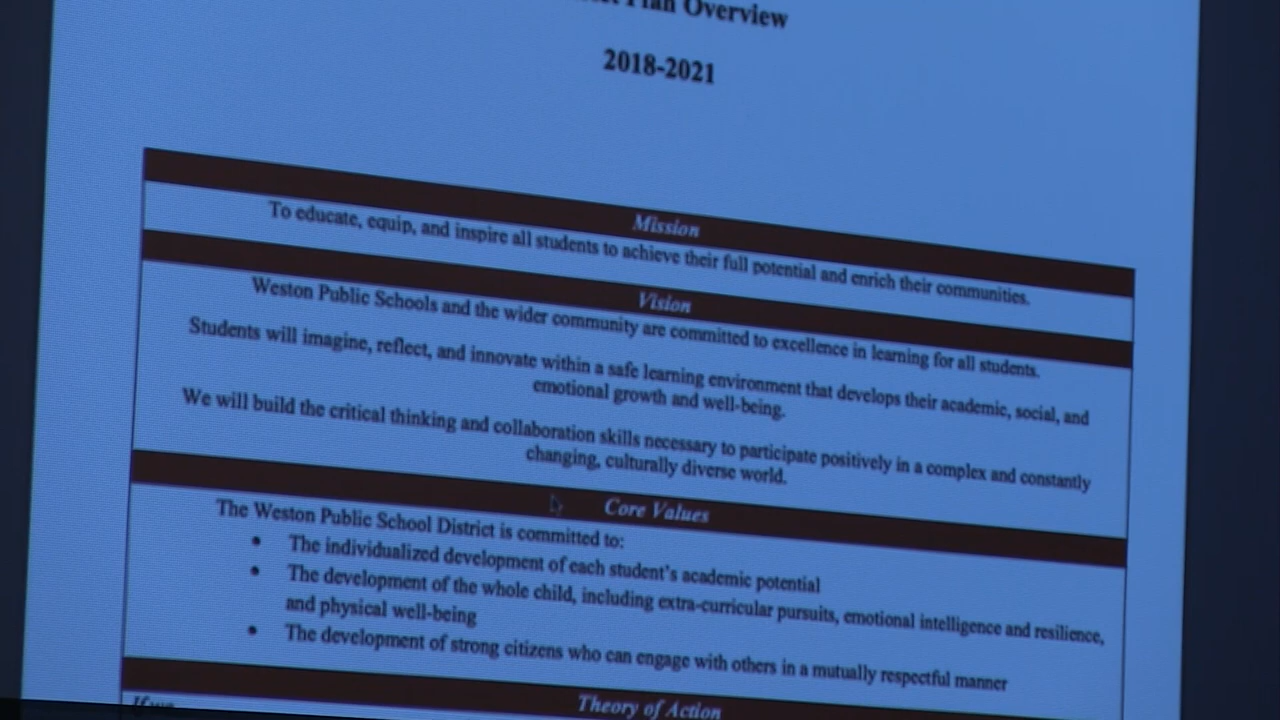 Plan Overview
2018-2021
Mission
To educate, equip, and inspire all students to achieve their full potential and enrich their communities.
Vision
Weston Public Schools and the wider community are committed to excellence in learning for all students.
Students will imagine, reflect, and innovate within a safe learning environment that develops their academic, social, and
emotional growth and well-being.
We will build the critical thinking and collaboration skills necessary to participate positively in a complex and constantly
changing, culturally diverse world.
Core Values
The Weston Public School District is committed to:
• The individualized development of each student's academic potential
• The development of the whole child, including extra-curricular pursuits, emotional intelligence and resilience,
and physical well-being
• The development of strong citizens who can engage with others in a mutually respectful manner
Theory of Action